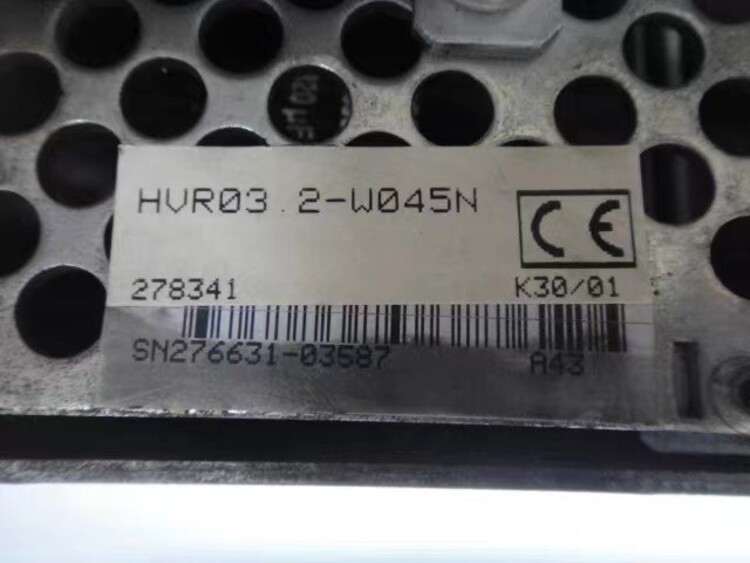 HVR03.2-W045N
CE
278341 K30/01
SN276631-03587 A43